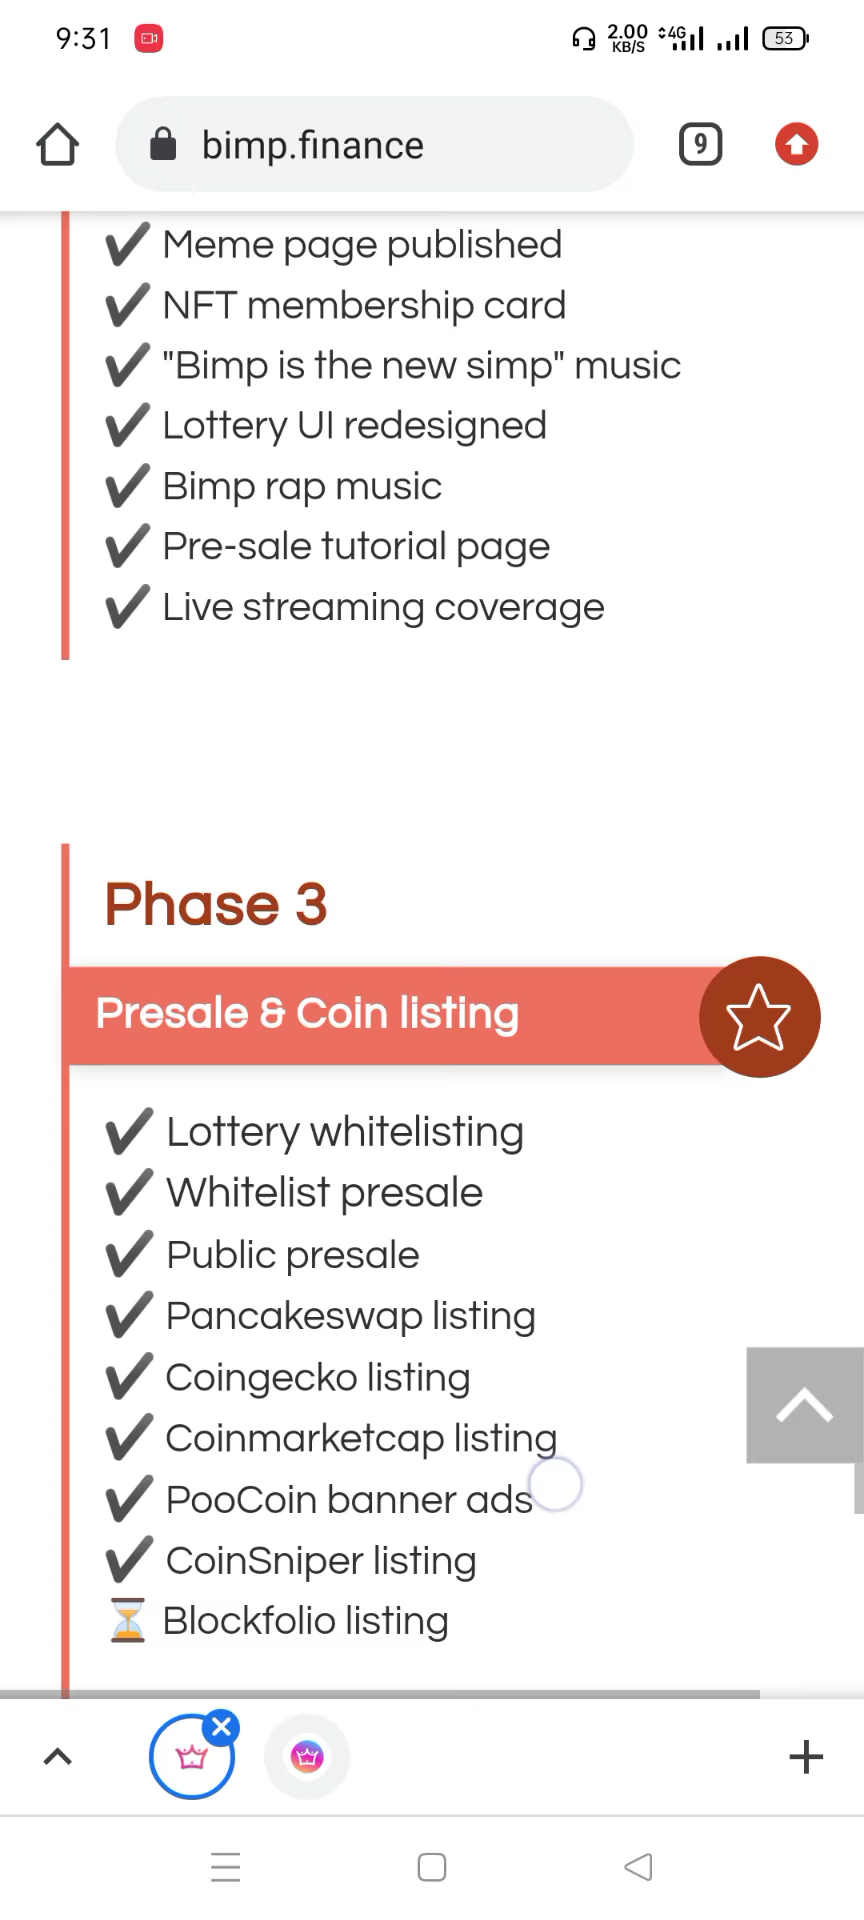 9:31
2.00
KB/S
4G
53
bimp.finance
9
✔ Meme page published
✔ NFT membership card
✔ "Bimp is the new simp" music
✔ Lottery UI redesigned
✔ Bimp rap music
✔ Pre-sale tutorial page
✔ Live streaming coverage
Phase 3
Presale & Coin listing
✔ Lottery whitelisting
✔ Whitelist presale
✔ Public presale
✔ Pancakeswap listing
✔ Coingecko listing
✔ Coinmarketcap listing
✔ PooCoin banner ads
✔ CoinSniper listing
⏳ Blockfolio listing